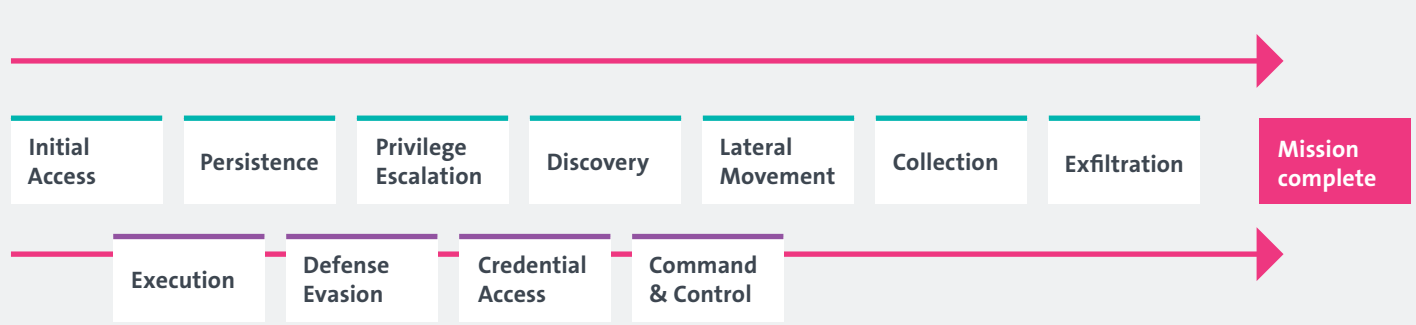 Initial
Access
Persistence
Privilege
Escalation
Discovery
Lateral
Movement
Collection
Exfiltration
Mission
complete
Execution
Defense
Evasion
Credential
Access
Command
& Control